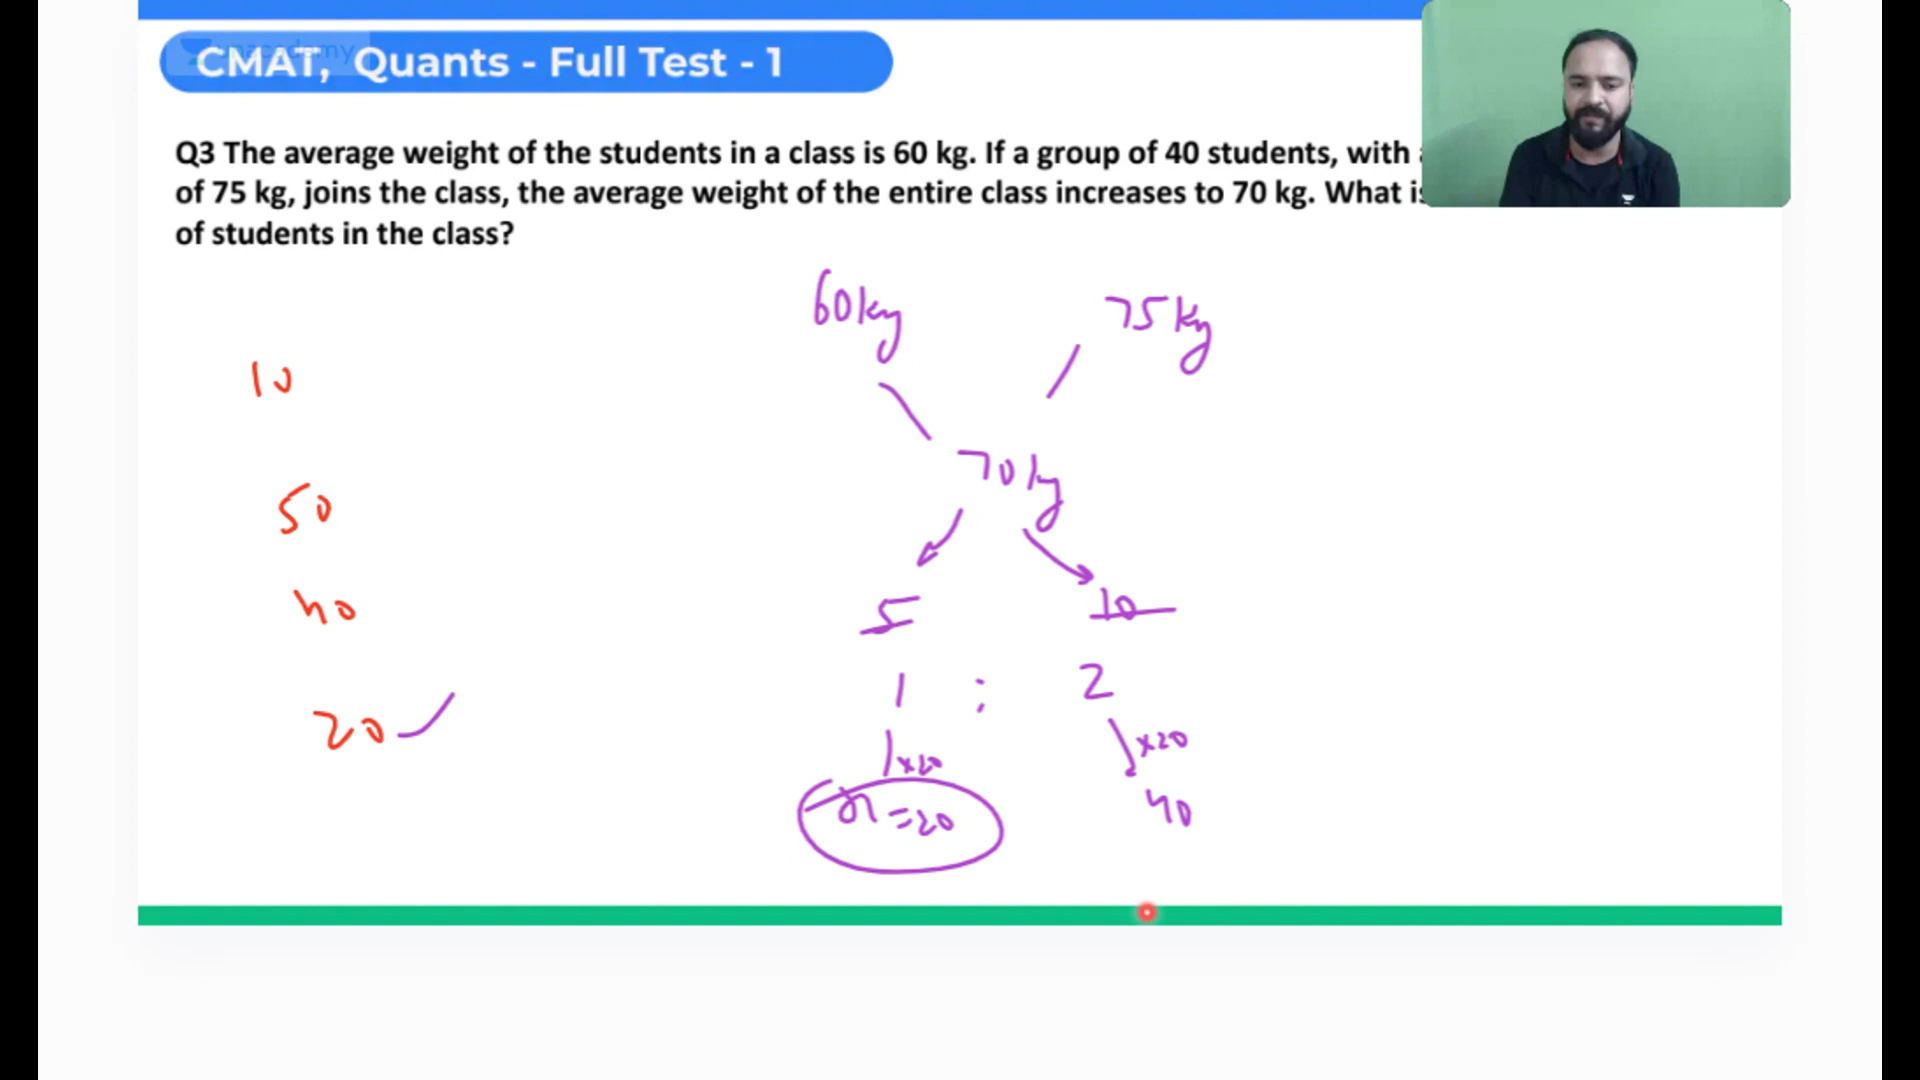 CMAT, Quants - Full Test - 1
Q3 The average weight of the students in a class is 60 kg. If a group of 40 students, with
of 75 kg, joins the class, the average weight of the entire class increases to 70 kg. What is
of students in the class?
60kg 75kg
10
70kg
50
40
5 10
1 : 2
20
x20 x20
n=20 40